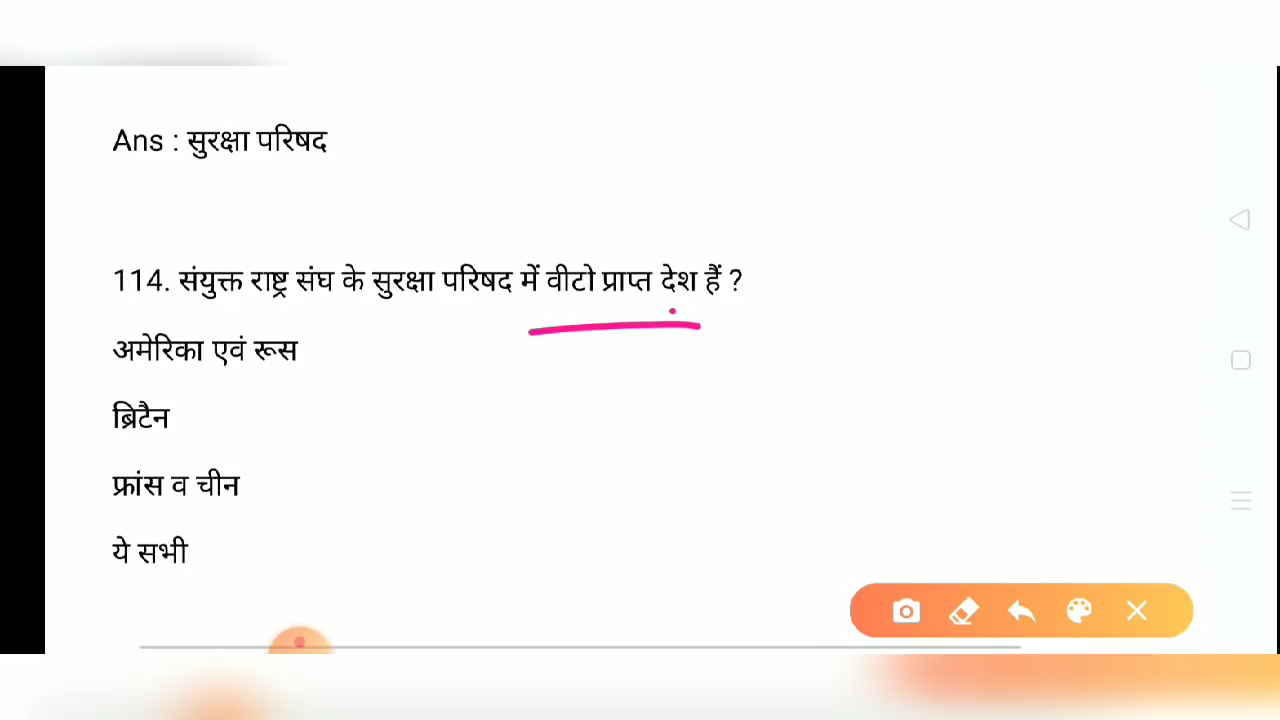 Ans : सुरक्षा परिषद
114. संयुक्त राष्ट्र संघ के सुरक्षा परिषद में वीटो प्राप्त देश हैं ?
अमेरिका एवं रूस
ब्रिटैन
फ्रांस व चीन
ये सभी